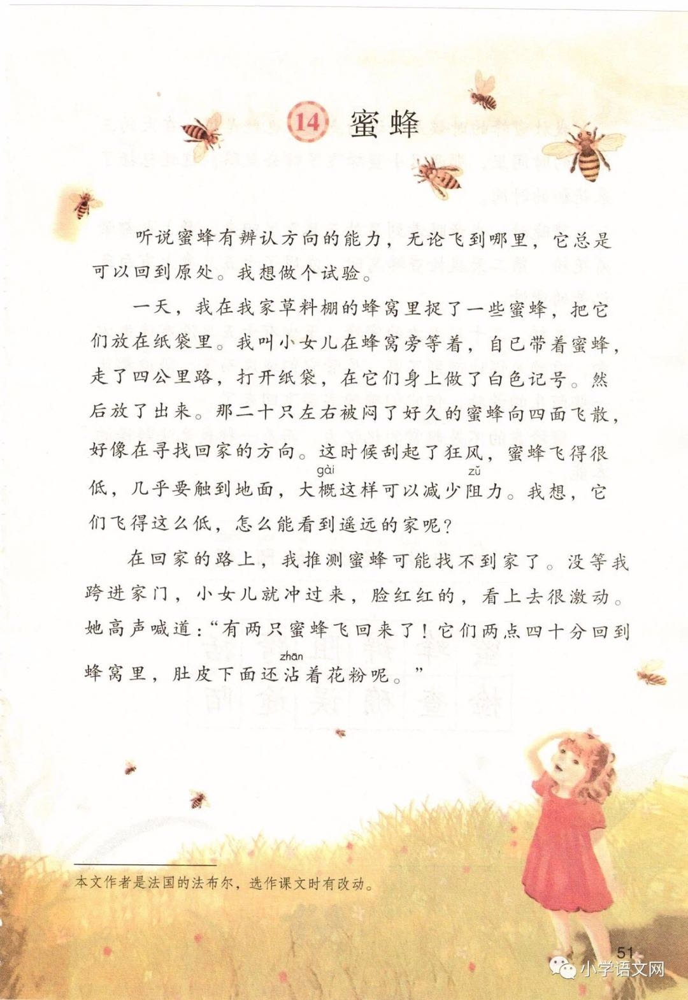 14 蜜蜂
听说蜜蜂有辨认方向的能力，无论飞到哪里，它总是
可以回到原处。我想做个试验。
一天，我在我家草料棚的蜂窝里捉了一些蜜蜂，把它
们放在纸袋里。我叫小女儿在蜂窝旁等着，自己带着蜜蜂，
走了四公里路，打开纸袋，在它们身上做了白色记号。然
后放了出来。那二十只左右被闷了好久的蜜蜂向四面飞散，
好像在寻找回家的方向。这时候刮起了狂风，蜜蜂飞得很
gài zǔ
低，几乎要触到地面，大概这样可以减少阻力。我想，它
们飞得这么低，怎么能看到遥远的家呢？
在回家的路上，我推测蜜蜂可能找不到家了。没等我
跨进家门，小女儿就冲过来，脸红红的，看上去很激动。
她高声喊道：“有两只蜜蜂飞回来了！它们两点四十分回到
zhān
蜂窝里，肚皮下面还沾着花粉呢。”
本文作者是法国的法布尔，选作课文时有改动。
51
小学语文网